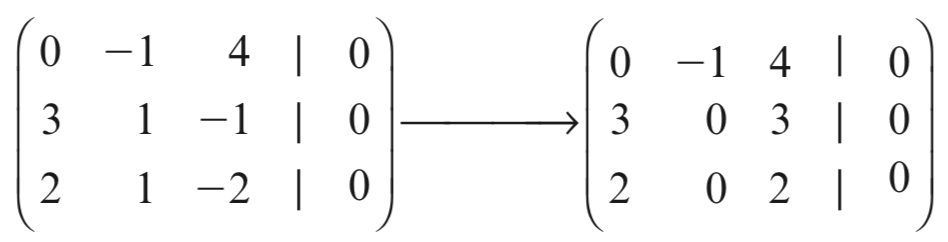 0 −1 4 | 0 0 −1 4 | 0
3 1 −1 | 0 ⟶ 3 0 3 | 0
2 1 −2 | 0 2 0 2 | 0